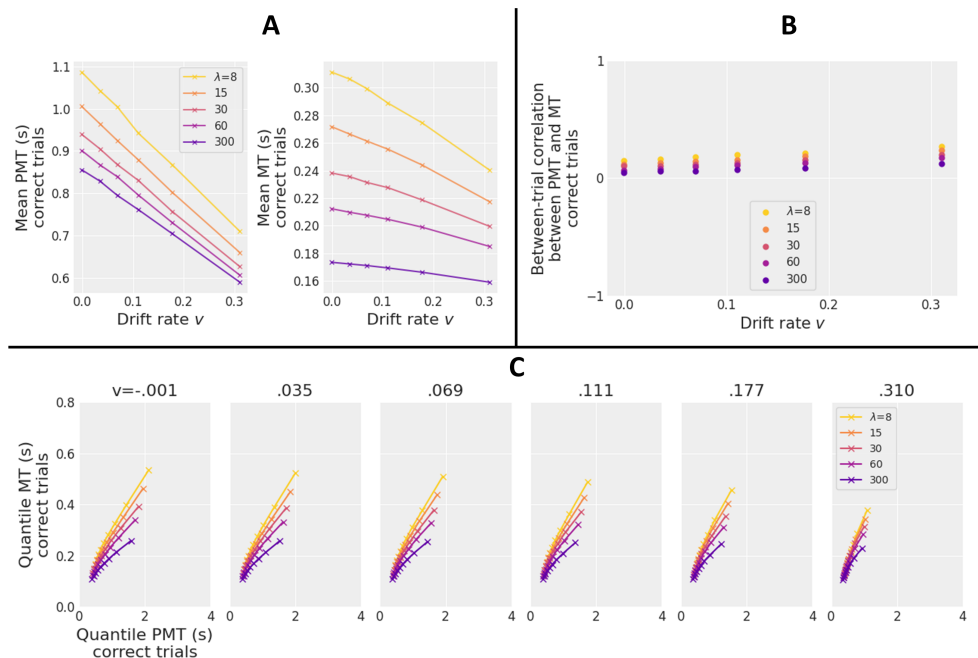 A
B
1.1
1.0
0.9
0.8
0.7
0.6
Mean PMT (s)
correct trials
λ=8
15
30
60
300
0.0 0.1 0.2 0.3
Drift rate v
0.30
0.28
0.26
0.24
0.22
0.20
0.18
0.16
Mean MT (s)
correct trials
0.0 0.1 0.2 0.3
Drift rate v
1
0
−1
Between-trial correlation
between PMT and MT
correct trials
λ=8
15
30
60
300
0.0 0.1 0.2 0.3
Drift rate v
C
v=-.001 .035 .069 .111 .177 .310
0.8
0.6
0.4
0.2
0.0
Quantile MT (s)
correct trials
λ=8
15
30
60
300
0 2 4 0 2 4 0 2 4 0 2 4 0 2 4 0 2 4
Quantile PMT (s)
correct trials